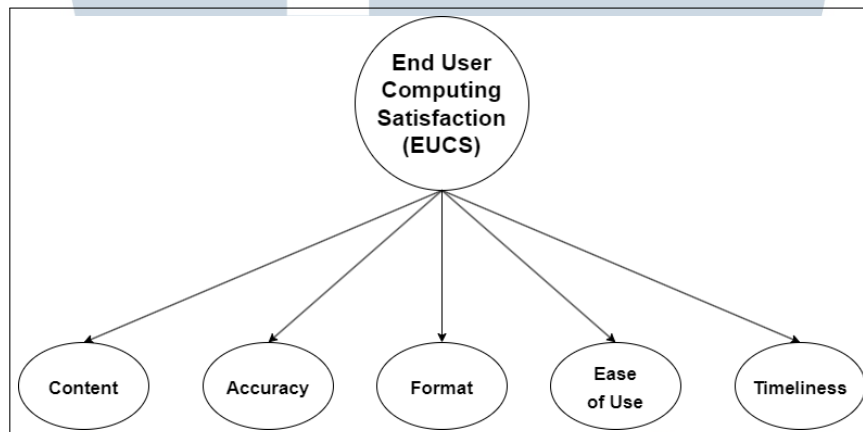 End User
Computing
Satisfaction
(EUCS)
Content
Accuracy
Format
Ease
of Use
Timeliness